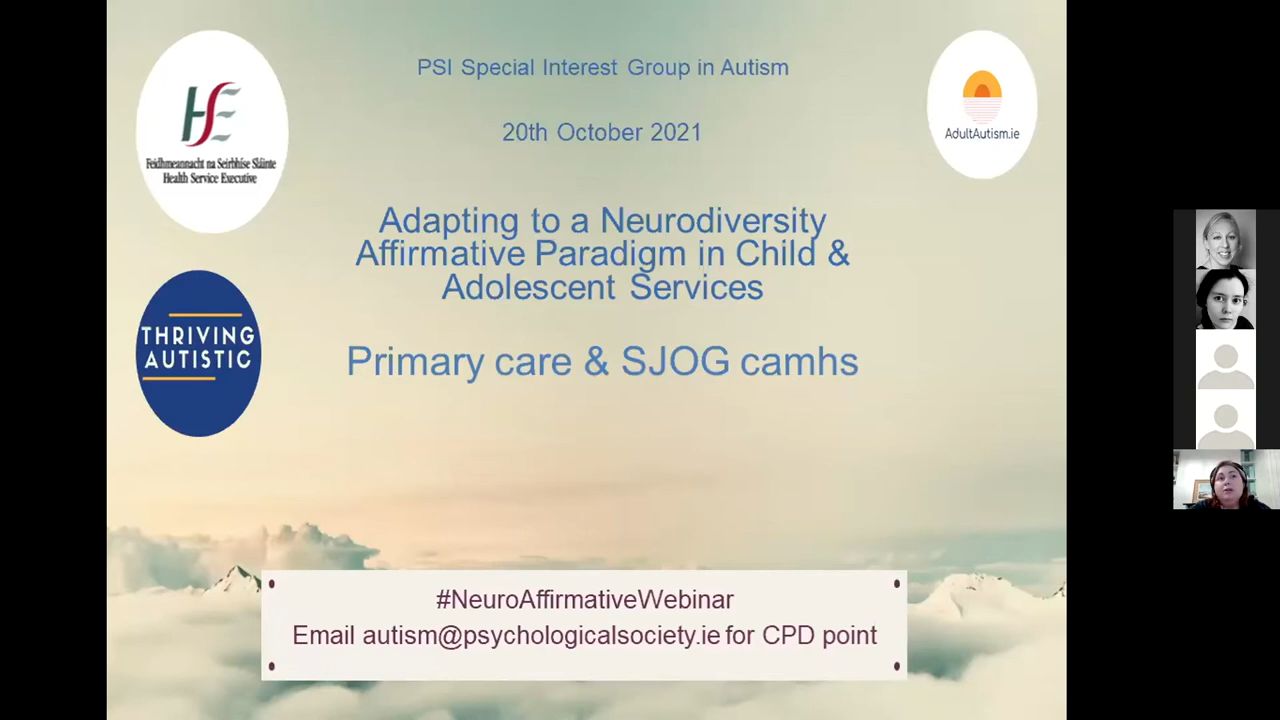 PSI Special Interest Group in Autism
20th October 2021
Feidhmeannacht na Seirbhíse Sláinte
Health Service Executive
AdultAutism.ie
Adapting to a Neurodiversity
Affirmative Paradigm in Child &
Adolescent Services
THRIVING
AUTISTIC
Primary care & SJOG camhs
#NeuroAffirmativeWebinar
Email autism@psychologicalsociety.ie for CPD point